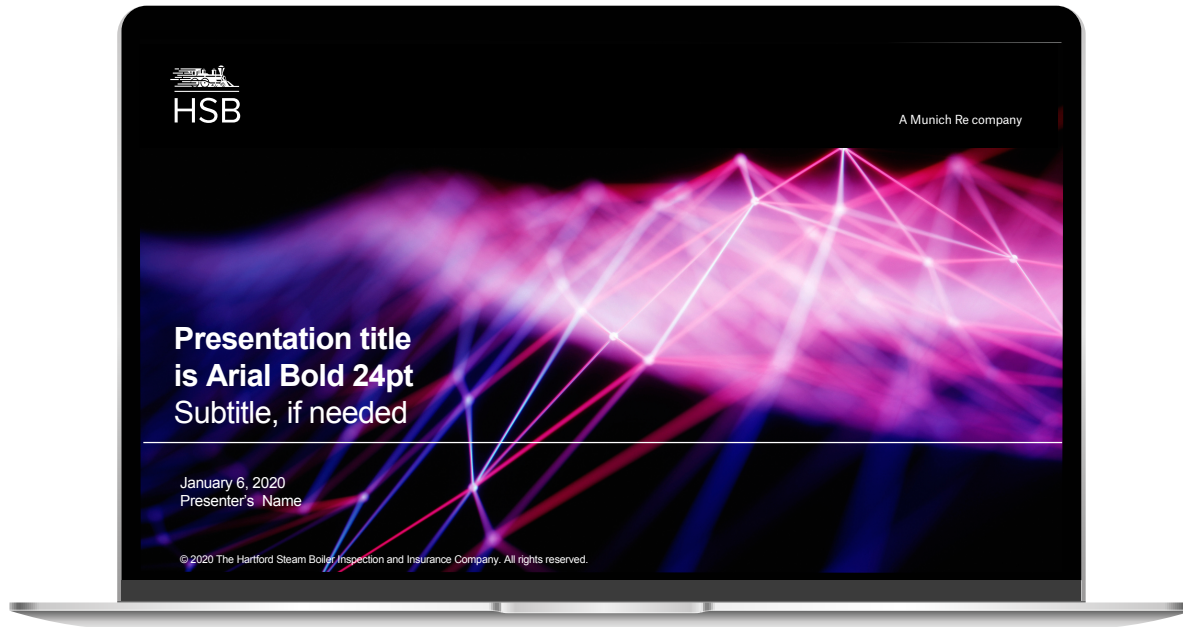 HSB
A Munich Re company
Presentation title
is Arial Bold 24pt
Subtitle, if needed
January 6, 2020
Presenter's Name
© 2020 The Hartford Steam Boiler Inspection and Insurance Company. All rights reserved.